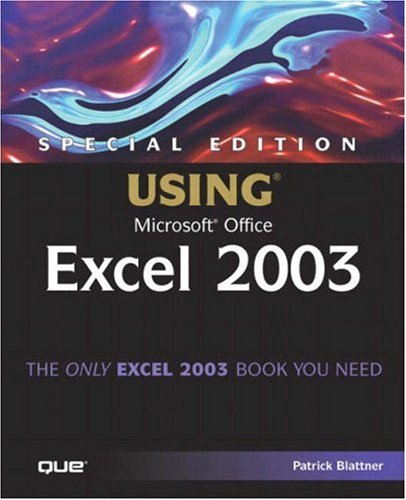 SPECIAL EDITION
USING®
Microsoft® Office
Excel 2003
THE ONLY EXCEL 2003 BOOK YOU NEED
que®
Patrick Blattner